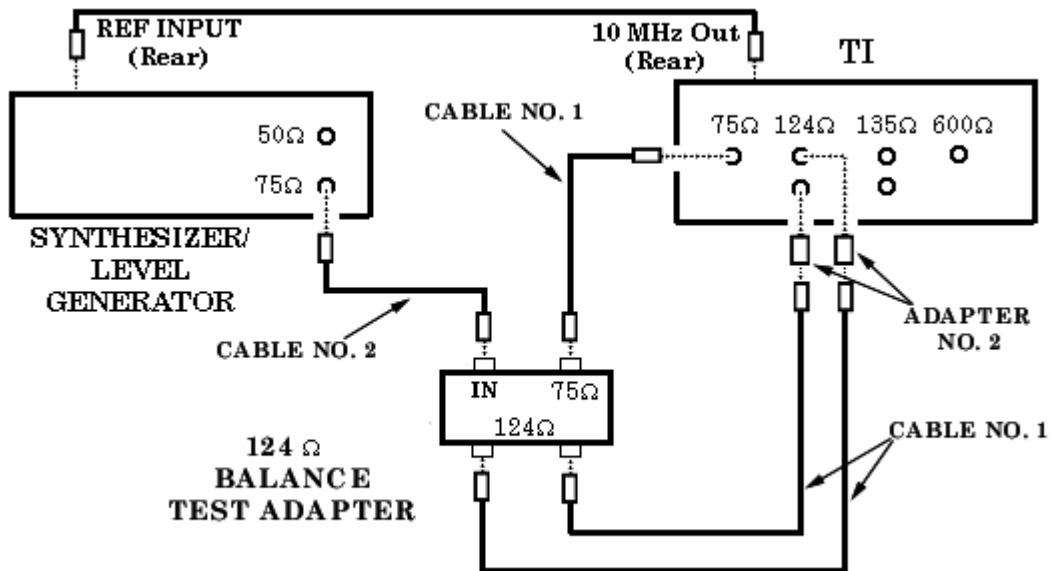 REF INPUT
(Rear)
10 MHz Out
(Rear)
TI
CABLE NO. 1
50Ω
75Ω
75Ω 124Ω 135Ω 600Ω
SYNTHESIZER/
LEVEL
GENERATOR
CABLE NO. 2
ADAPTER
NO. 2
IN 75Ω
124Ω
124 Ω
BALANCE
TEST ADAPTER
CABLE NO. 1